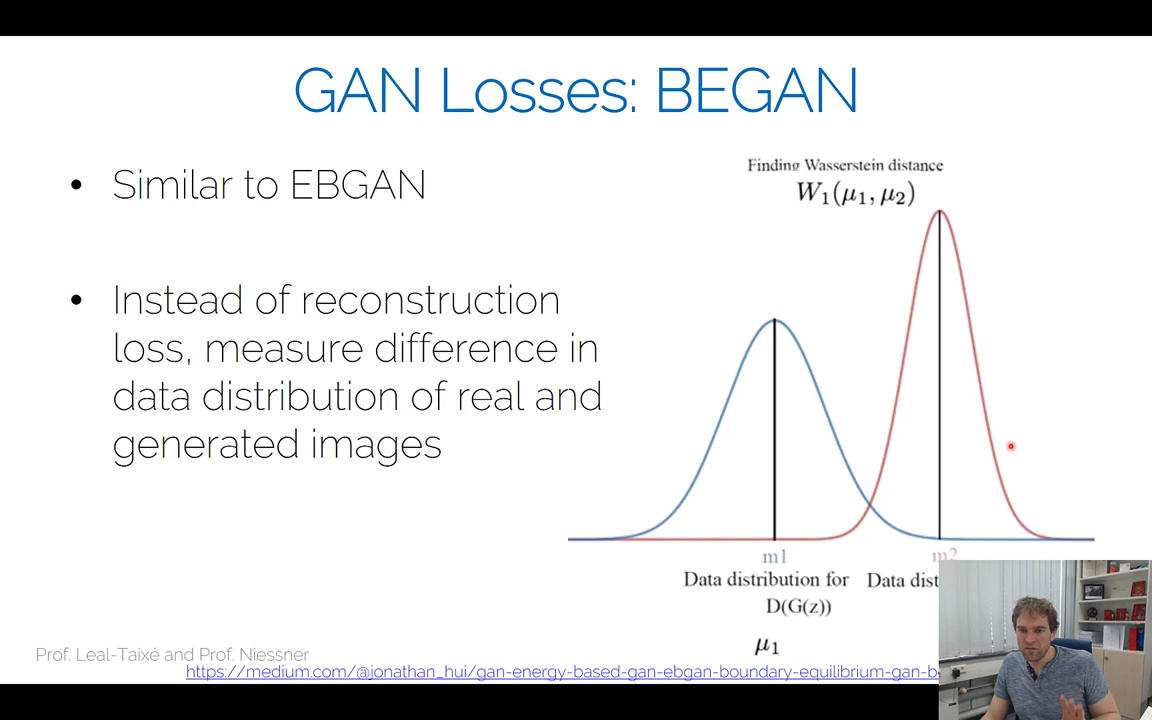 GAN Losses: BEGAN
• Similar to EBGAN
• Instead of reconstruction
loss, measure difference in
data distribution of real and
generated images
Finding Wasserstein distance
W₁(μ₁, μ₂)
m1
m2
Data distribution for
D(G(z))
μ₁
Data dist
Prof. Leal-Taixé and Prof. Niessner
https://medium.com/@jonathan_hui/gan-energy-based-gan-ebgan-boundary-equilibrium-gan-b